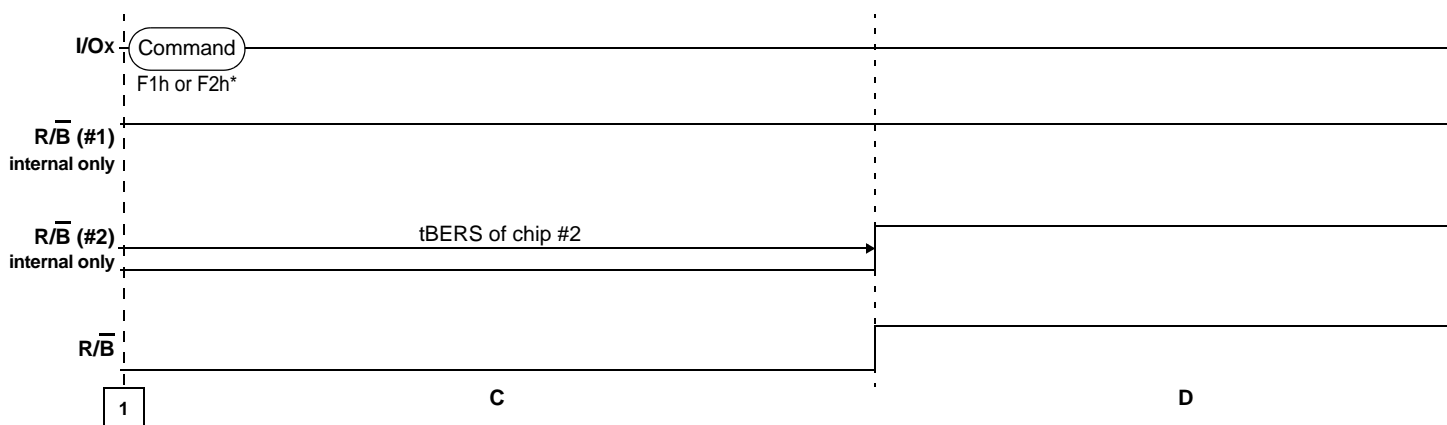 I/Ox
Command
F1h or F2h*
R/B̅ (#1)
internal only
R/B̅ (#2)
tBERS of chip #2
internal only
R/B̅
1
C
D